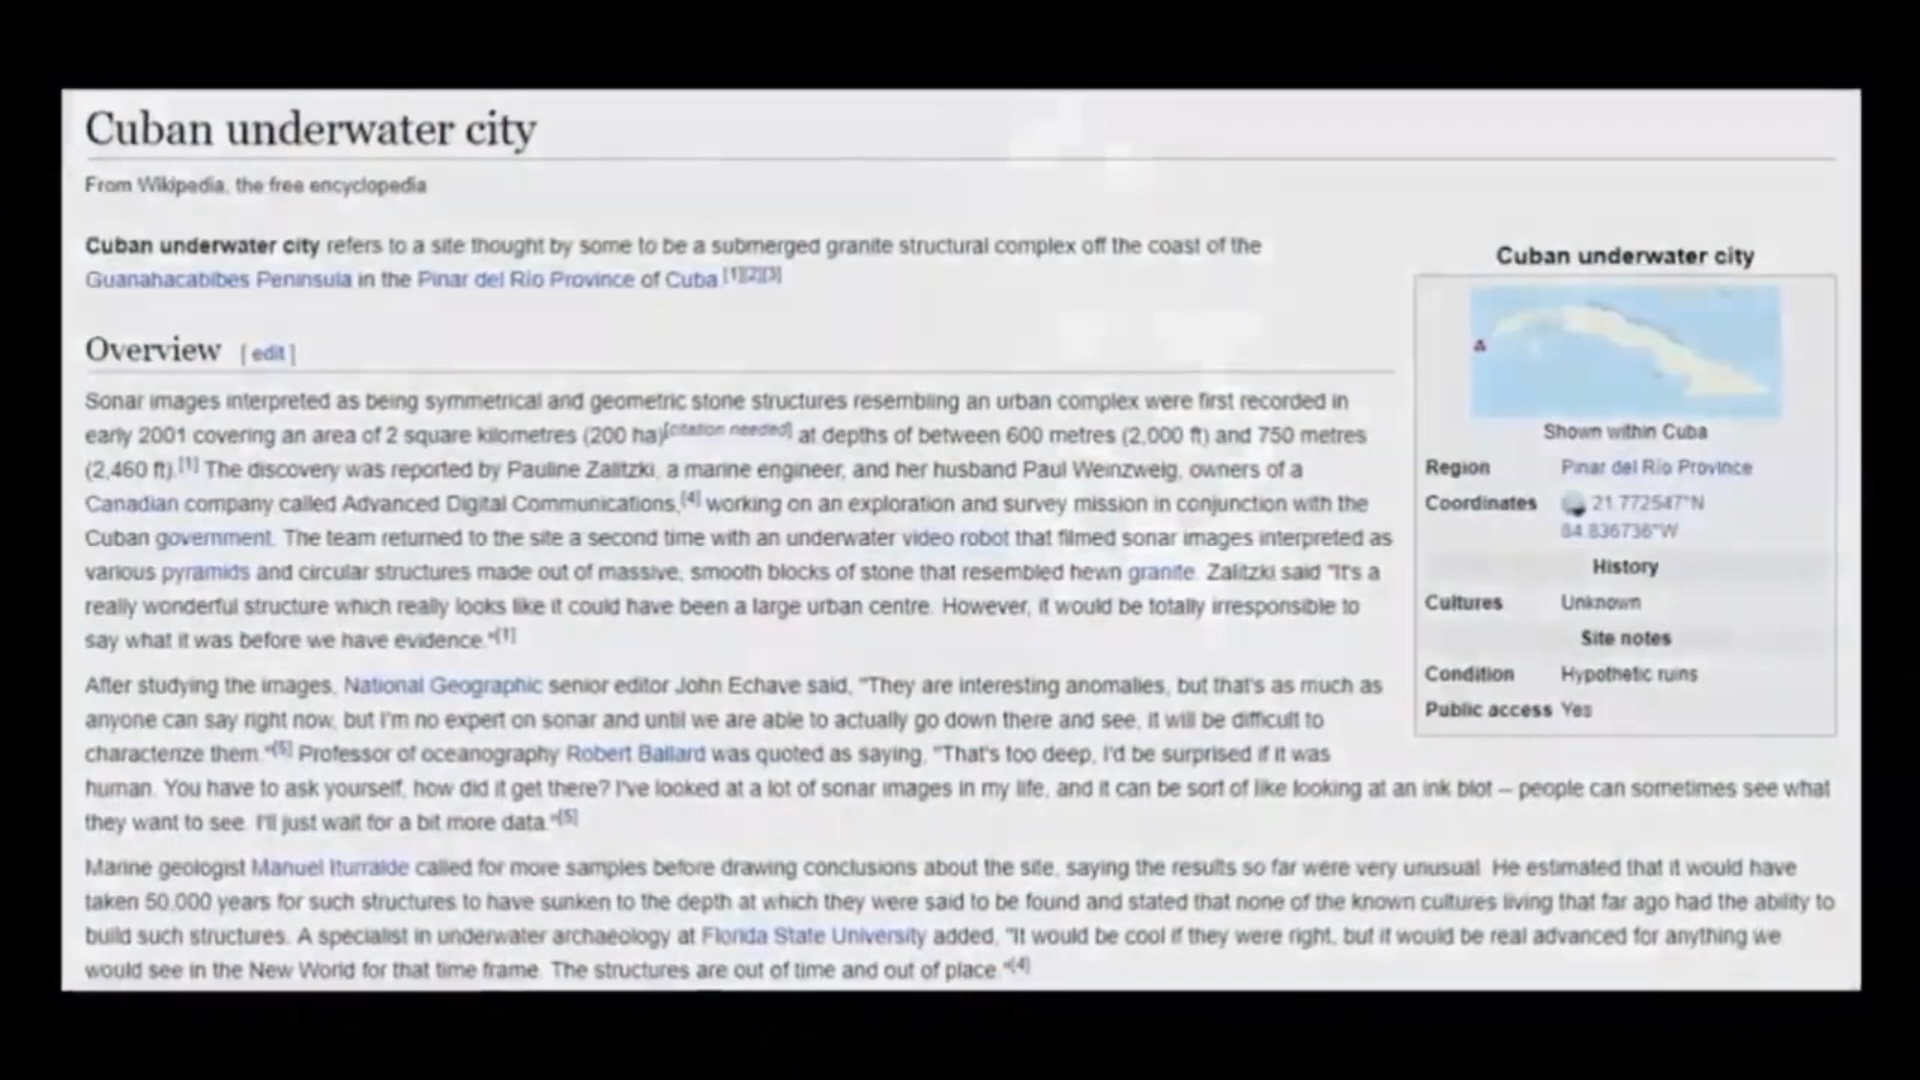 Cuban underwater city
From Wikipedia, the free encyclopedia
Cuban underwater city refers to a site thought by some to be a submerged granite structural complex off the coast of the
Guanahacabibes Peninsula in the Pinar del Río Province of Cuba.[1][2][3]
Overview [edit]
Sonar images interpreted as being symmetrical and geometric stone structures resembling an urban complex were first recorded in
early 2001 covering an area of 2 square kilometres (200 ha)[citation needed] at depths of between 600 metres (2,000 ft) and 750 metres
(2,460 ft).[1] The discovery was reported by Pauline Zalitzki, a marine engineer, and her husband Paul Weinzweig, owners of a
Canadian company called Advanced Digital Communications,[4] working on an exploration and survey mission in conjunction with the
Cuban government. The team returned to the site a second time with an underwater video robot that filmed sonar images interpreted as
various pyramids and circular structures made out of massive, smooth blocks of stone that resembled hewn granite. Zalitzki said "It's a
really wonderful structure which really looks like it could have been a large urban centre. However, it would be totally irresponsible to
say what it was before we have evidence."[1]
After studying the images, National Geographic senior editor John Echave said, "They are interesting anomalies, but that's as much as
anyone can say right now, but I'm no expert on sonar and until we are able to actually go down there and see, it will be difficult to
characterize them."[5] Professor of oceanography Robert Ballard was quoted as saying, "That's too deep, I'd be surprised if it was
human. You have to ask yourself, how did it get there? I've looked at a lot of sonar images in my life, and it can be sort of like looking at an ink blot – people can sometimes see what
they want to see. I'll just wait for a bit more data."[5]
Marine geologist Manuel Iturralde called for more samples before drawing conclusions about the site, saying the results so far were very unusual. He estimated that it would have
taken 50,000 years for such structures to have sunken to the depth at which they were said to be found and stated that none of the known cultures living that far ago had the ability to
build such structures. A specialist in underwater archaeology at Florida State University added, "It would be cool if they were right, but it would be real advanced for anything we
would see in the New World for that time frame. The structures are out of time and out of place."[4]
Cuban underwater city
Shown within Cuba
Region Pinar del Río Province
Coordinates 21.772547°N
84.836736°W
History
Cultures Unknown
Site notes
Condition Hypothetic ruins
Public access Yes